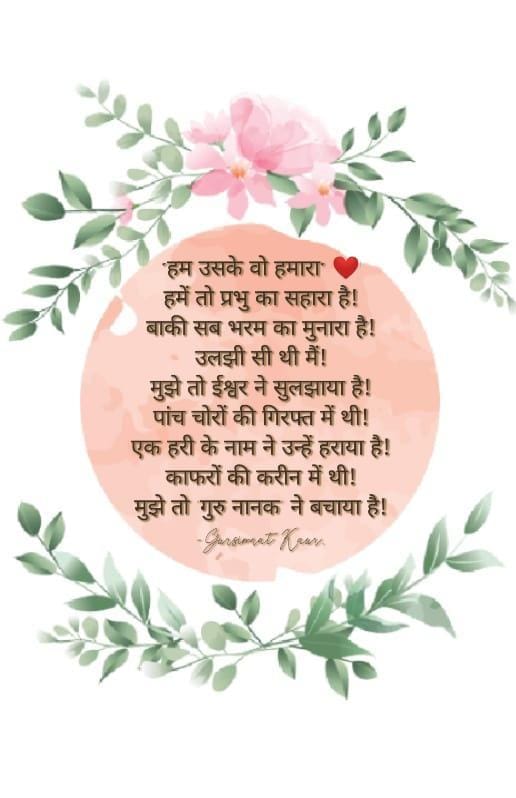 "हम उसके वो हमारा" ❤️
हमें तो प्रभु का सहारा है!
बाकी सब भरम का मुनारा है!
उलझी सी थी मैं!
मुझे तो ईश्वर ने सुलझाया है!
पांच चोरों की गिरफ्त में थी!
एक हरी के नाम ने उन्हें हराया है!
काफरों की करीन में थी!
मुझे तो गुरु नानक ने बचाया है!
-Gursimrat Kaur.